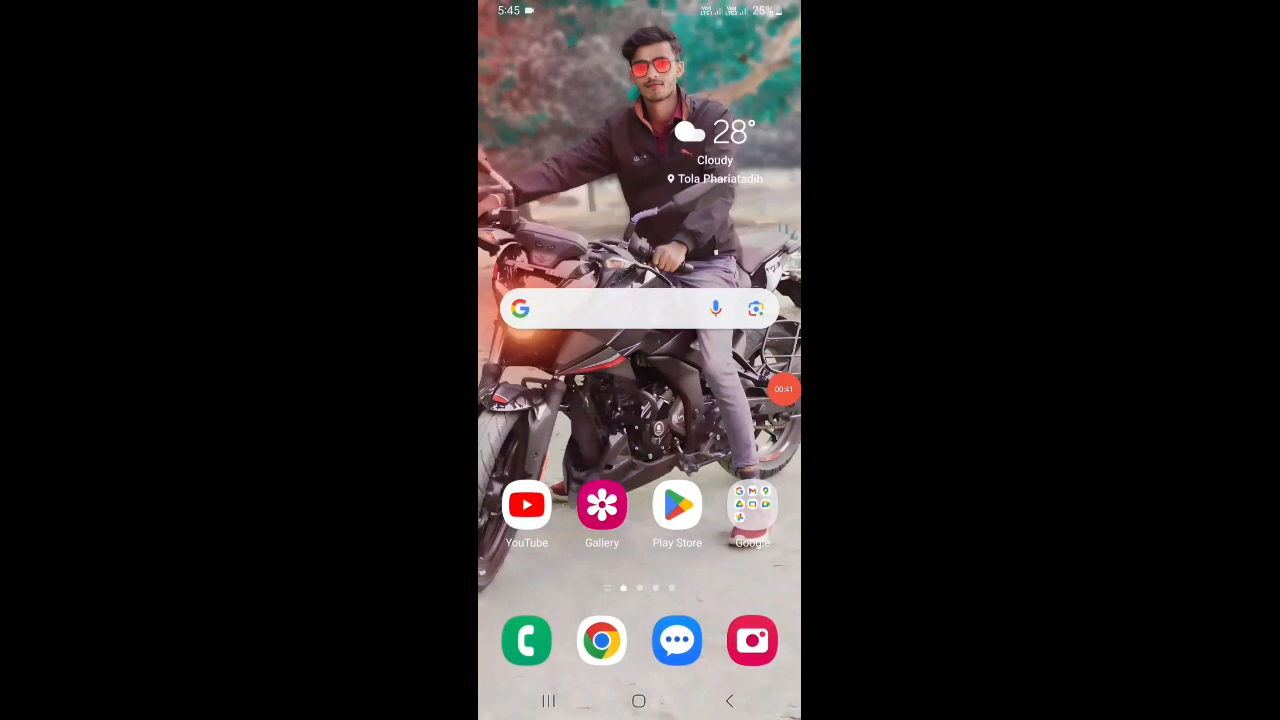 5:45
25%
28°
Cloudy
Tola Phariatadih
00:41
YouTube
Gallery
Play Store
Google